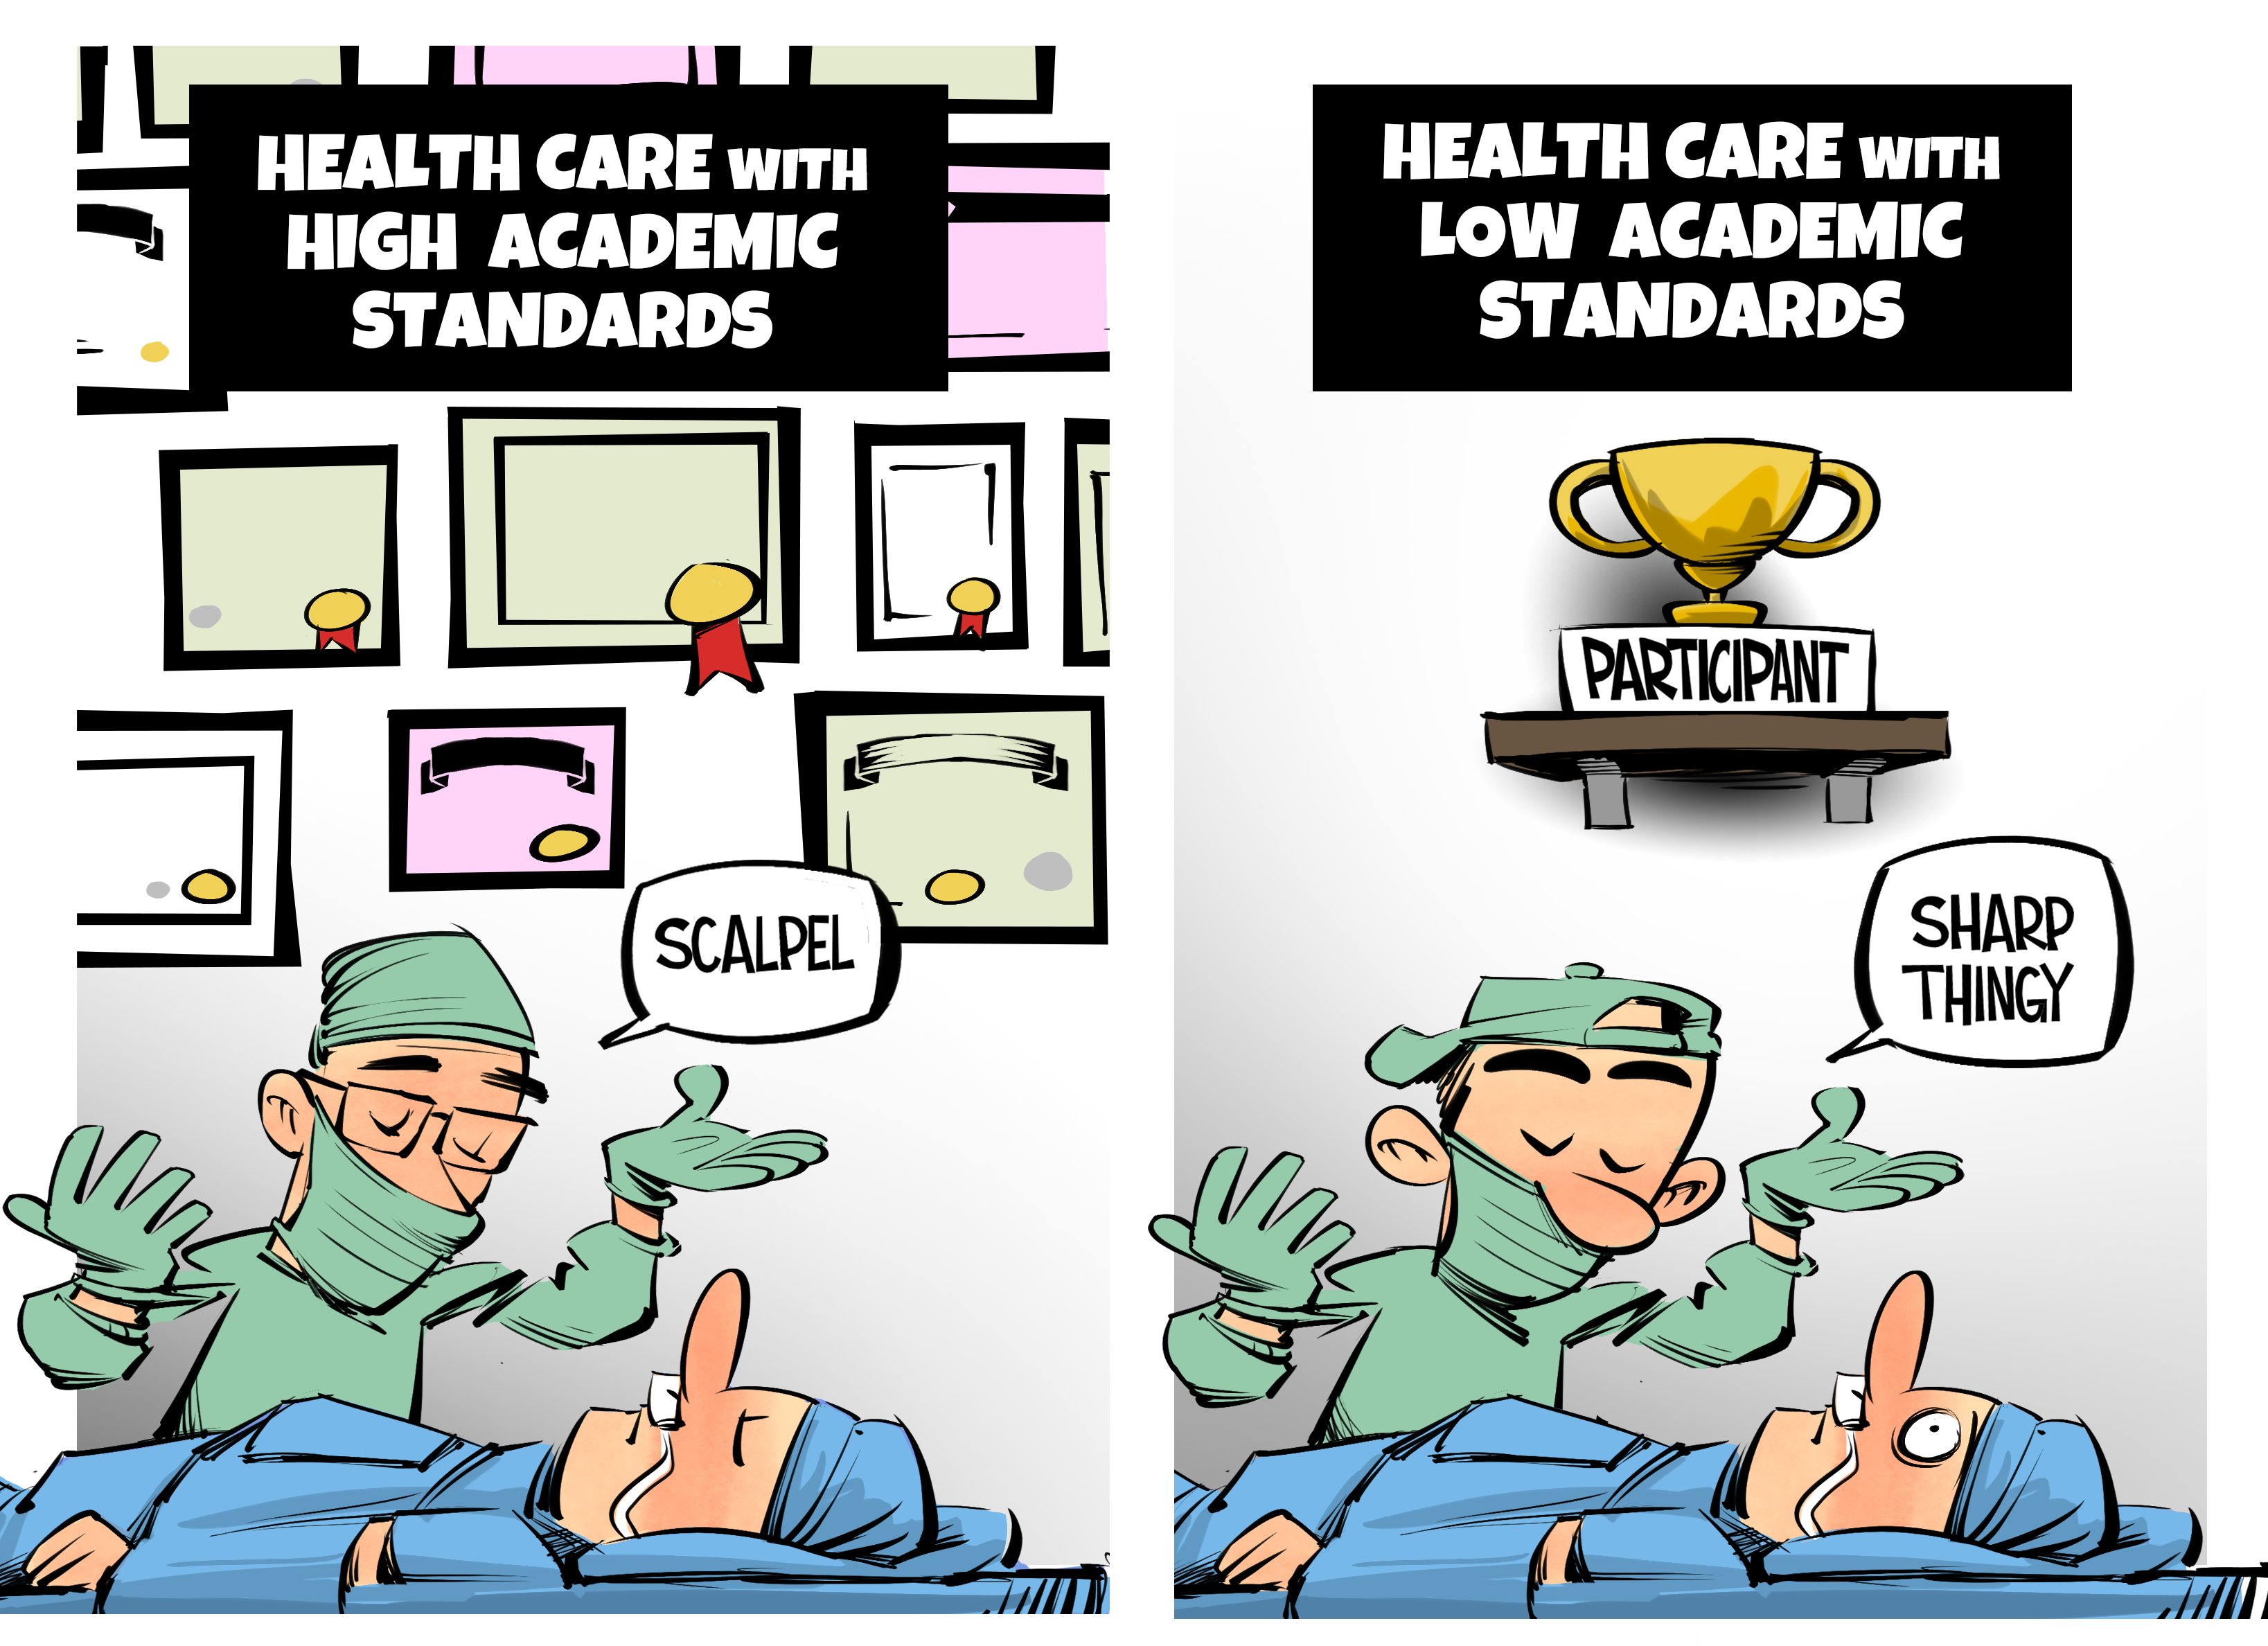 HEALTH CARE WITH
HIGH ACADEMIC
STANDARDS
SCALPEL
HEALTH CARE WITH
LOW ACADEMIC
STANDARDS
PARTICIPANT
SHARP
THINGY